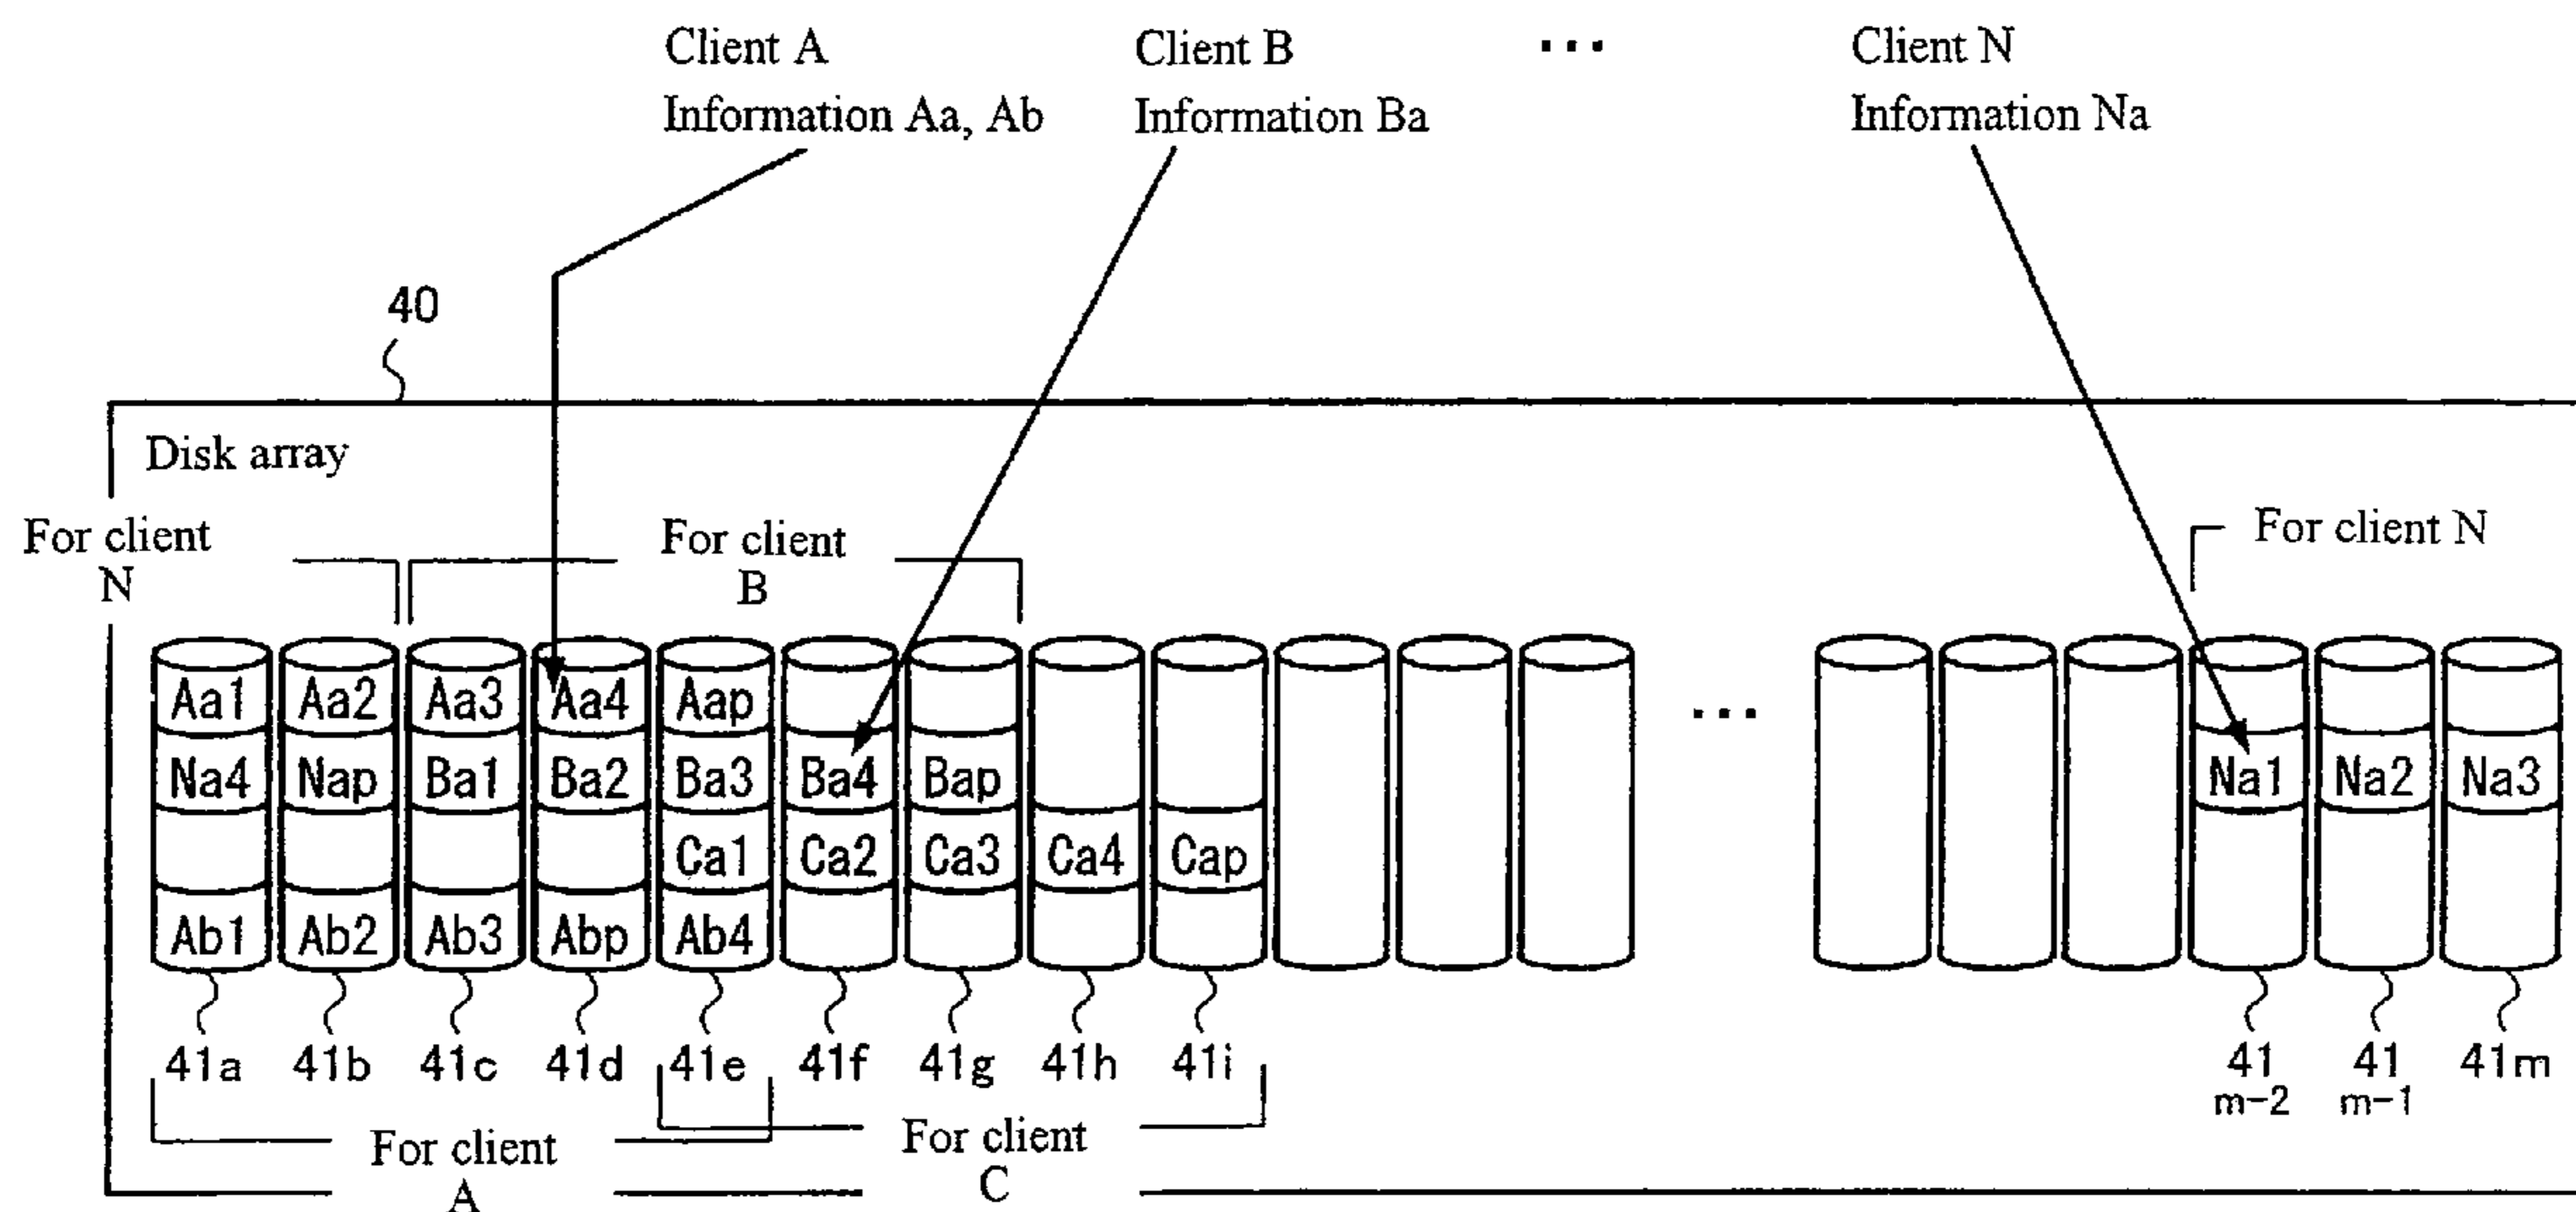 Client A
Information Aa, Ab
Client B
Information Ba
...
Client N
Information Na
40
Disk array
For client
N
For client
B
For client N
Aa1 Aa2 Aa3 Aa4 Aap
Na4 Nap Ba1 Ba2 Ba3 Ba4 Bap ... Na1 Na2 Na3
Ca1 Ca2 Ca3 Ca4 Cap
Ab1 Ab2 Ab3 Abp Ab4
41a 41b 41c 41d 41e 41f 41g 41h 41i 41 41 41m
m-2 m-1
For client
A
For client
C